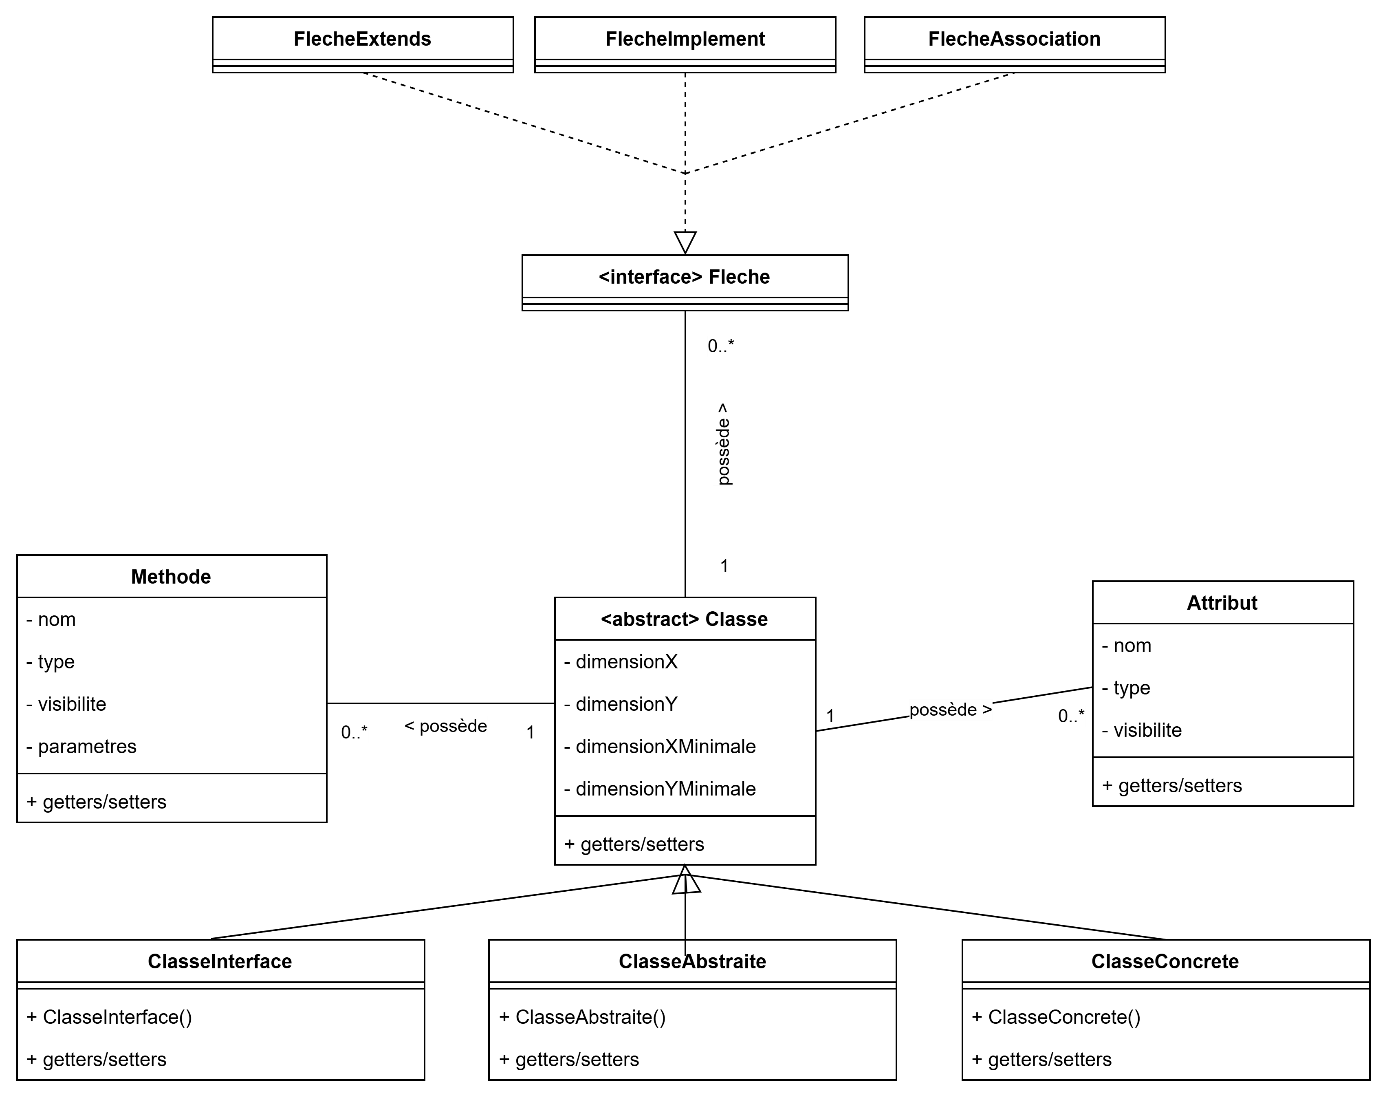 FlecheExtends
FlecheImplement
FlecheAssociation
<interface> Fleche
0..*
possède >
1
Methode
- nom
- type
- visibilite
- parametres
+ getters/setters
0..*
< possède
1
<abstract> Classe
- dimensionX
- dimensionY
- dimensionXMinimale
- dimensionYMinimale
+ getters/setters
1
possède >
0..*
Attribut
- nom
- type
- visibilite
+ getters/setters
ClasseInterface
+ ClasseInterface()
+ getters/setters
ClasseAbstraite
+ ClasseAbstraite()
+ getters/setters
ClasseConcrete
+ ClasseConcrete()
+ getters/setters